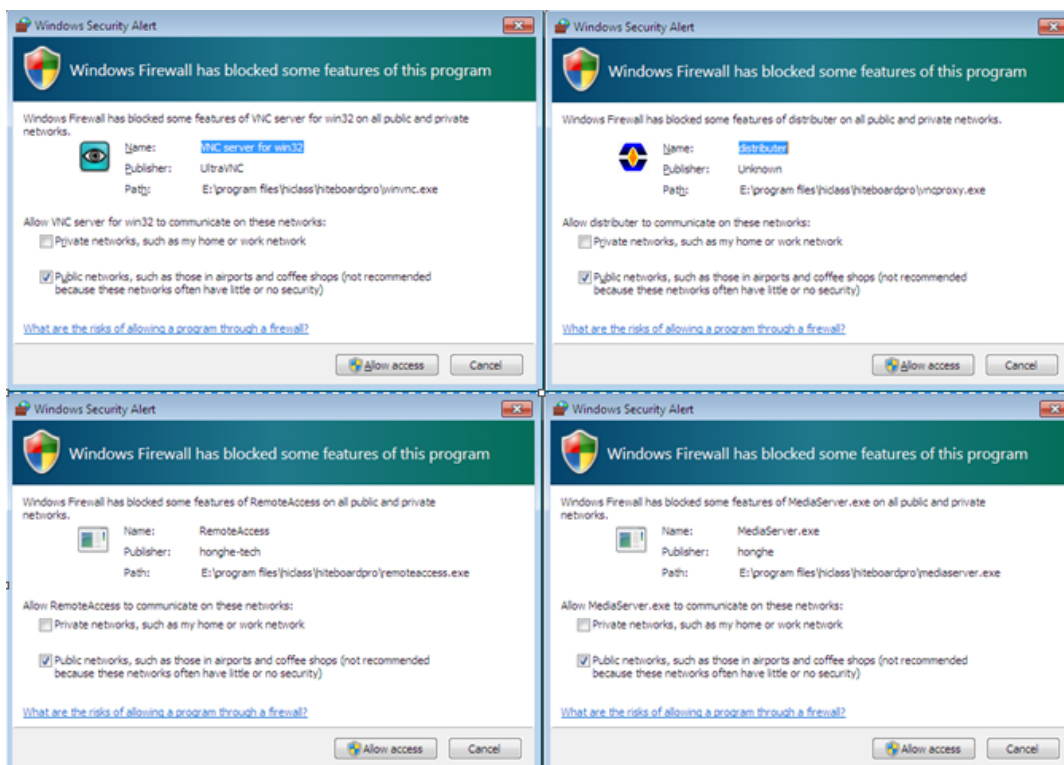 Windows Security Alert
Windows Firewall has blocked some features of this program
Windows Firewall has blocked some features of VNC server for win32 on all public and private
networks.
Name: VNC server for win32
Publisher: UltraVNC
Path: E:\program files\hiclass\hiteboardpro\winvnc.exe
Allow VNC server for win32 to communicate on these networks:
Private networks, such as my home or work network
Public networks, such as those in airports and coffee shops (not recommended
because these networks often have little or no security)
What are the risks of allowing a program through a firewall?
Allow access Cancel
Windows Security Alert
Windows Firewall has blocked some features of this program
Windows Firewall has blocked some features of distributer on all public and private networks.
Name: distributer
Publisher: Unknown
Path: E:\program files\hiclass\hiteboardpro\vncproxy.exe
Allow distributer to communicate on these networks:
Private networks, such as my home or work network
Public networks, such as those in airports and coffee shops (not recommended
because these networks often have little or no security)
What are the risks of allowing a program through a firewall?
Allow access Cancel
Windows Security Alert
Windows Firewall has blocked some features of this program
Windows Firewall has blocked some features of RemoteAccess on all public and private
networks.
Name: RemoteAccess
Publisher: honghe-tech
Path: E:\program files\hiclass\hiteboardpro\remoteaccess.exe
Allow RemoteAccess to communicate on these networks:
Private networks, such as my home or work network
Public networks, such as those in airports and coffee shops (not recommended
because these networks often have little or no security)
What are the risks of allowing a program through a firewall?
Allow access Cancel
Windows Security Alert
Windows Firewall has blocked some features of this program
Windows Firewall has blocked some features of MediaServer.exe on all public and private
networks.
Name: MediaServer.exe
Publisher: honghe
Path: E:\program files\hiclass\hiteboardpro\mediaserver.exe
Allow MediaServer.exe to communicate on these networks:
Private networks, such as my home or work network
Public networks, such as those in airports and coffee shops (not recommended
because these networks often have little or no security)
What are the risks of allowing a program through a firewall?
Allow access Cancel